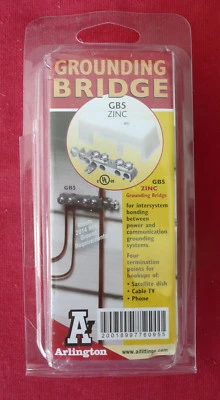 GROUNDING
BRIDGE
GB5
ZINC
GB5
GB5
ZINC
Grounding Bridge
for intersystem
bonding
between
power and
communication
grounding
systems.
Four
termination
points for
hookups of:
• Satellite dish
• Cable TV
• Phone
A
Arlington
www.aifittings.com